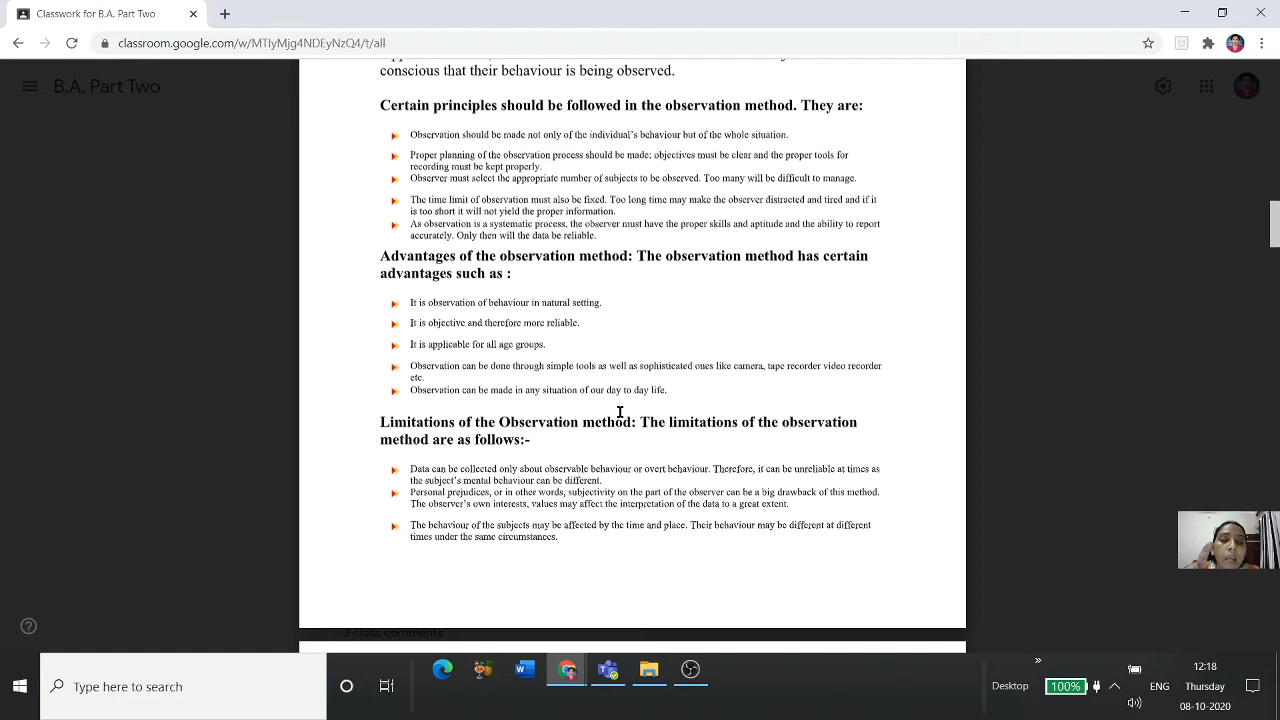 Classwork for B.A. Part Two
classroom.google.com/w/MTIyMjg4NDEyNzQ4/t/all
B.A. Part Two
conscious that their behaviour is being observed.
Certain principles should be followed in the observation method. They are:
Observation should be made not only of the individual's behaviour but of the whole situation.
Proper planning of the observation process should be made; objectives must be clear and the proper tools for
recording must be kept properly.
Observer must select the appropriate number of subjects to be observed. Too many will be difficult to manage.
The time limit of observation must also be fixed. Too long time may make the observer distracted and tired and if it
is too short it will not yield the proper information.
As observation is a systematic process, the observer must have the proper skills and aptitude and the ability to report
accurately. Only then will the data be reliable.
Advantages of the observation method: The observation method has certain
advantages such as :
It is observation of behaviour in natural setting.
It is objective and therefore more reliable.
It is applicable for all age groups.
Observation can be done through simple tools as well as sophisticated ones like camera, tape recorder video recorder
etc.
Observation can be made in any situation of our day to day life.
Limitations of the Observation method: The limitations of the observation
method are as follows:-
Data can be collected only about observable behaviour or overt behaviour. Therefore, it can be unreliable at times as
the subject's mental behaviour can be different.
Personal prejudices, or in other words, subjectivity on the part of the observer can be a big drawback of this method.
The observer's own interests, values may affect the interpretation of the data to a great extent.
The behaviour of the subjects may be affected by the time and place. Their behaviour may be different at different
times under the same circumstances.
3 class comments
Type here to search
Desktop
100%
ENG
12:18
Thursday
08-10-2020